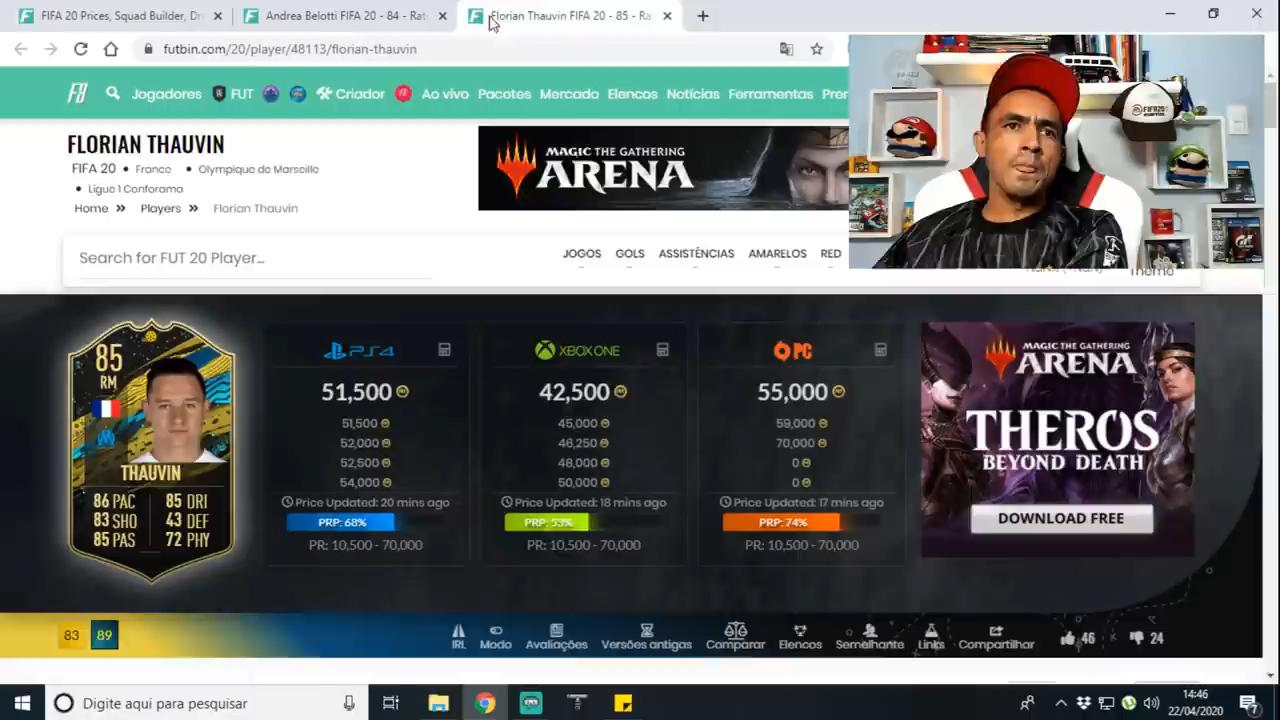 FIFA 20 Prices, Squad Builder, Dr
Andrea Belotti FIFA 20 - 84 - Rat
Florian Thauvin FIFA 20 - 85 - Ra
futbin.com/20/player/48113/florian-thauvin
Jogadores FUT Criador Ao vivo Pacotes Mercado Elencos Notícias Ferramentas
FLORIAN THAUVIN
FIFA 20 • France • Olympique de Marseille
• Ligue 1 Conforama
Home » Players » Florian Thauvin
MAGIC THE GATHERING
ARENA
FIFA20
Search for FUT 20 Player...
JOGOS GOLS ASSISTÊNCIAS AMARELOS RED
Theme
85
RM
THAUVIN
86 PAC 85 DRI
83 SHO 43 DEF
85 PAS 72 PHY
PS4
51,500
51,500
52,000
52,500
54,000
Price Updated: 20 mins ago
PRP: 68%
PR: 10,500 - 70,000
XBOX ONE
42,500
45,000
46,250
48,000
50,000
Price Updated: 18 mins ago
PRP: 53%
PR: 10,500 - 70,000
PC
55,000
59,000
70,000
0
0
Price Updated: 17 mins ago
PRP: 74%
PR: 10,500 - 70,000
MAGIC THE GATHERING
ARENA
THEROS
BEYOND DEATH
DOWNLOAD FREE
83 89
IRL Modo Avaliações Versões antigas Comparar Elencos Semelhante Links Compartilhar 46 24
Digite aqui para pesquisar
14:46
22/04/2020
7